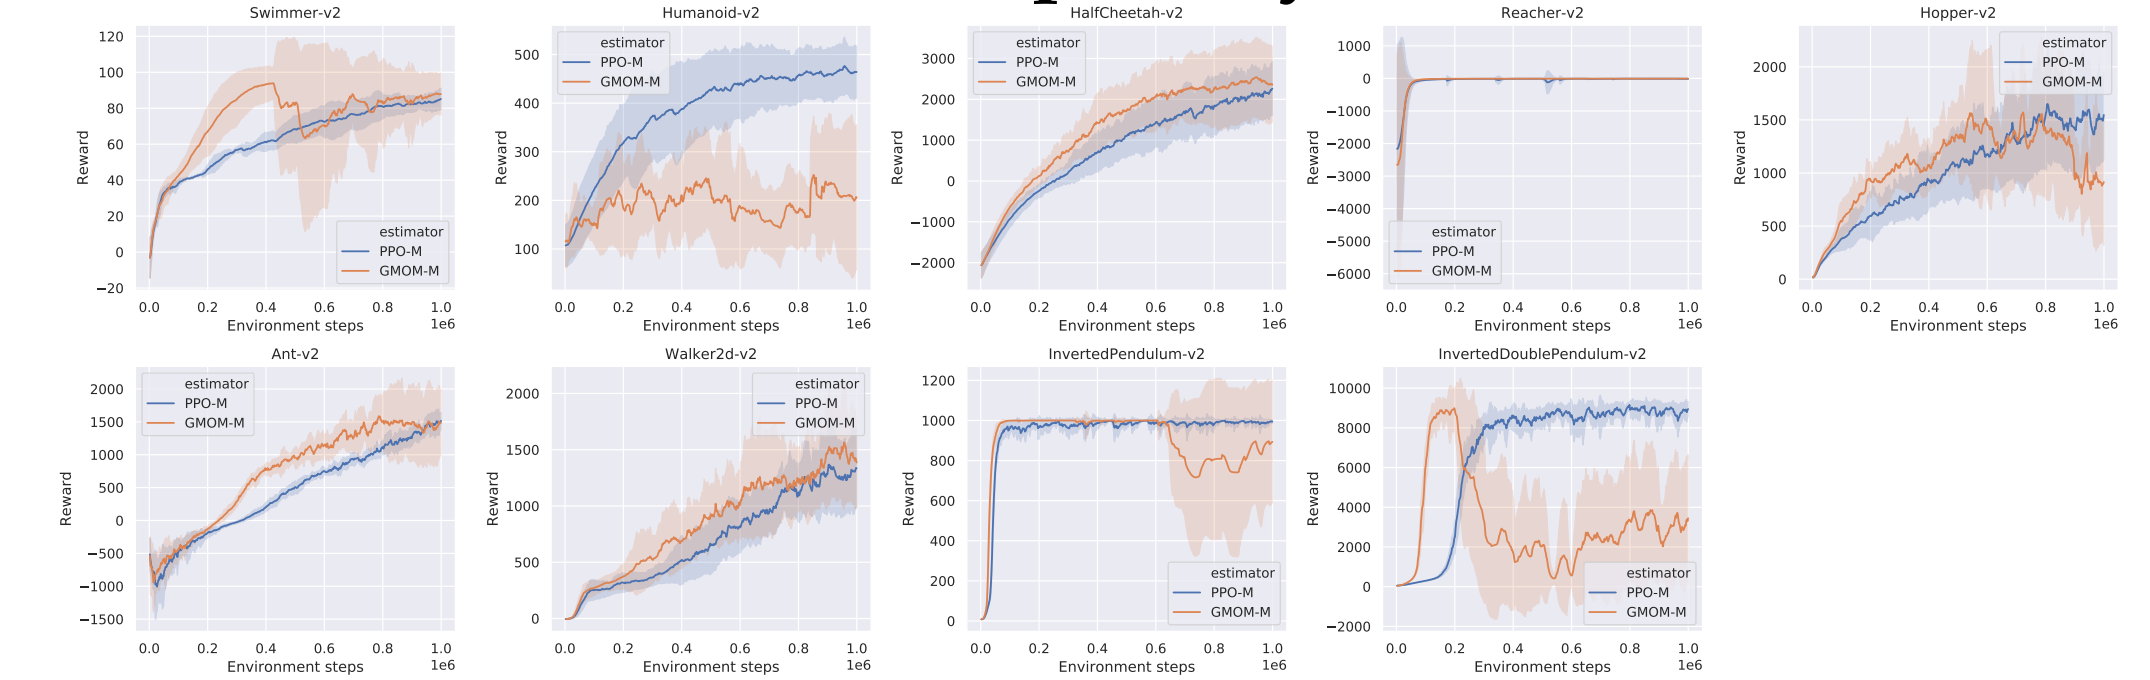 Swimmer-v2
120
100
80
60
40
20
0
−20
Reward
estimator
PPO-M
GMOM-M
0.0 0.2 0.4 0.6 0.8 1.0
Environment steps
1e6
Humanoid-v2
500
400
300
200
100
Reward
estimator
PPO-M
GMOM-M
0.0 0.2 0.4 0.6 0.8 1.0
Environment steps
1e6
HalfCheetah-v2
3000
2000
1000
0
−1000
−2000
Reward
estimator
PPO-M
GMOM-M
0.0 0.2 0.4 0.6 0.8 1.0
Environment steps
1e6
Reacher-v2
1000
0
−1000
−2000
−3000
−4000
−5000
−6000
Reward
estimator
PPO-M
GMOM-M
0.0 0.2 0.4 0.6 0.8 1.0
Environment steps
1e6
Hopper-v2
2000
1500
1000
500
0
Reward
estimator
PPO-M
GMOM-M
0.0 0.2 0.4 0.6 0.8 1.0
Environment steps
1e6
Ant-v2
2000
1500
1000
500
0
−500
−1000
−1500
Reward
estimator
PPO-M
GMOM-M
0.0 0.2 0.4 0.6 0.8 1.0
Environment steps
1e6
Walker2d-v2
2000
1500
1000
500
0
Reward
estimator
PPO-M
GMOM-M
0.0 0.2 0.4 0.6 0.8 1.0
Environment steps
1e6
InvertedPendulum-v2
1200
1000
800
600
400
200
0
Reward
estimator
PPO-M
GMOM-M
0.0 0.2 0.4 0.6 0.8 1.0
Environment steps
1e6
InvertedDoublePendulum-v2
10000
8000
6000
4000
2000
0
−2000
Reward
estimator
PPO-M
GMOM-M
0.0 0.2 0.4 0.6 0.8 1.0
Environment steps
1e6